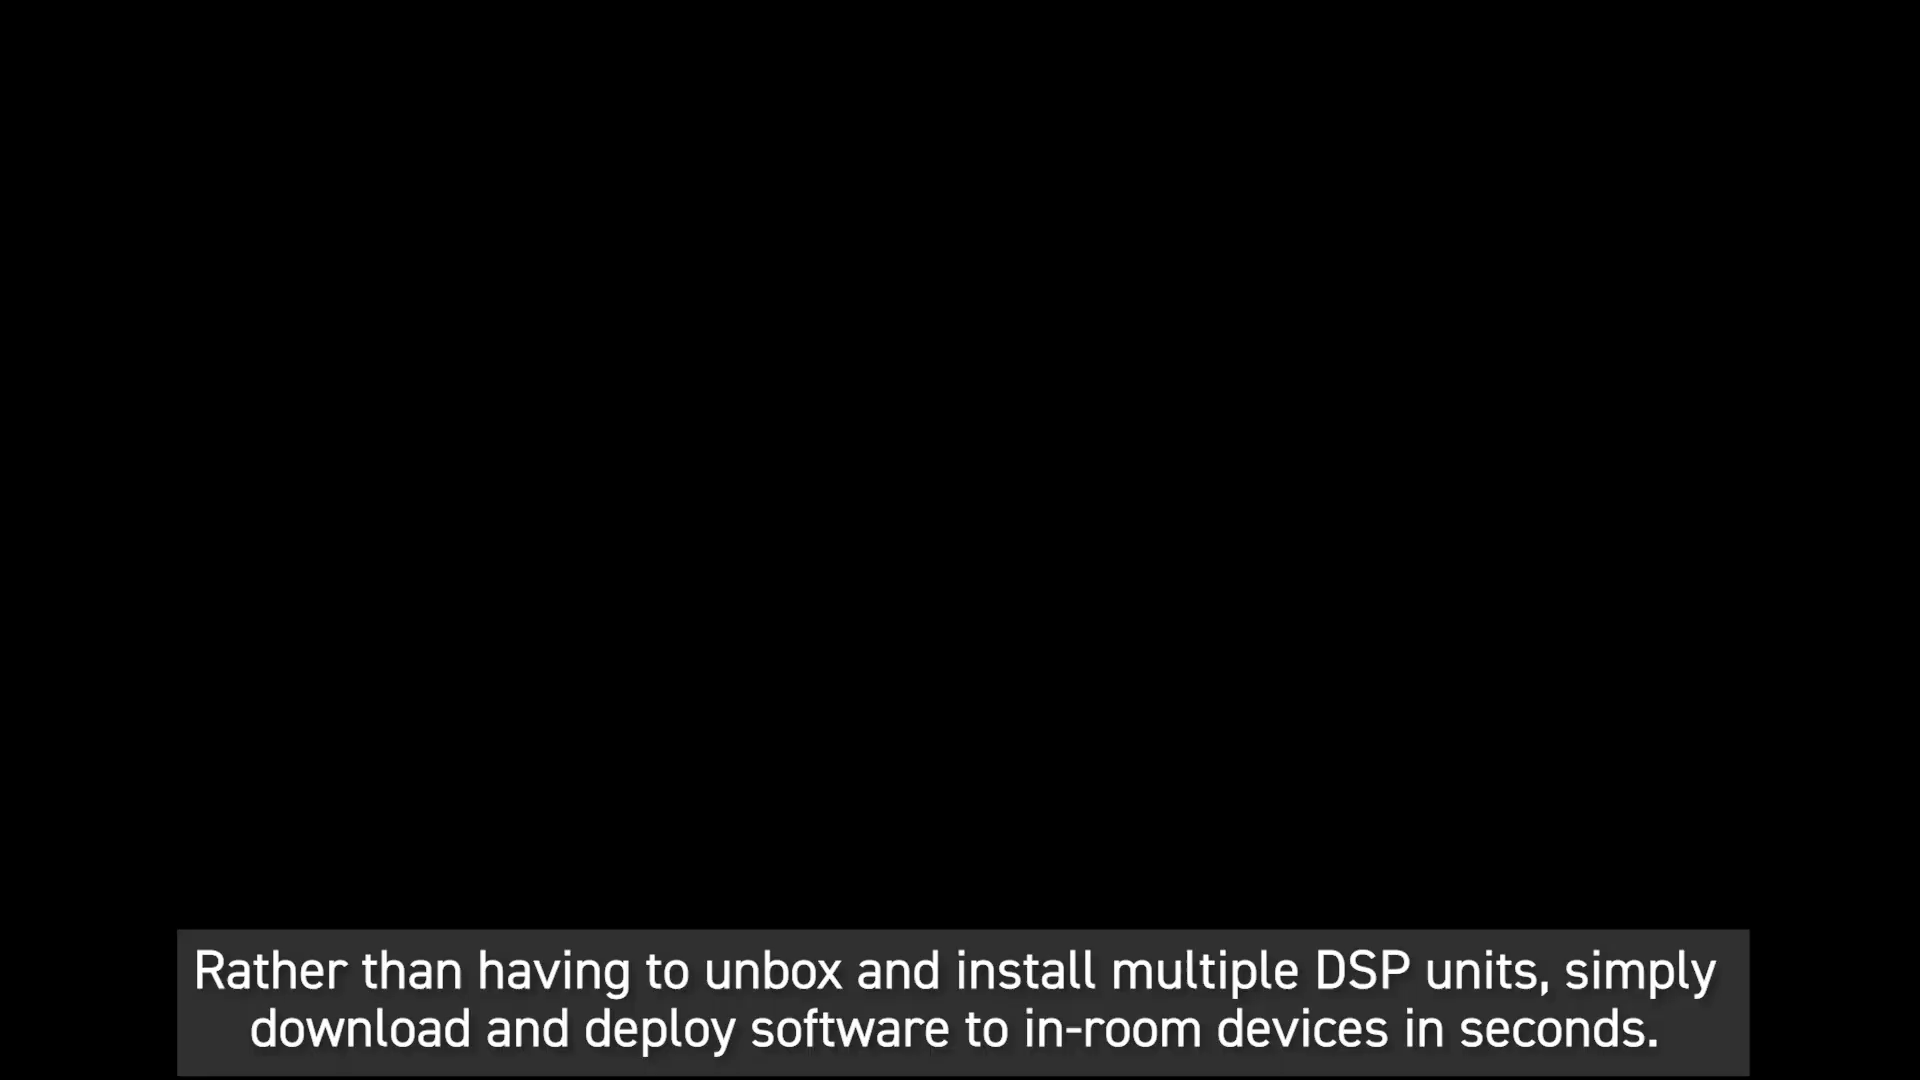 Rather than having to unbox and install multiple DSP units, simply
download and deploy software to in-room devices in seconds.